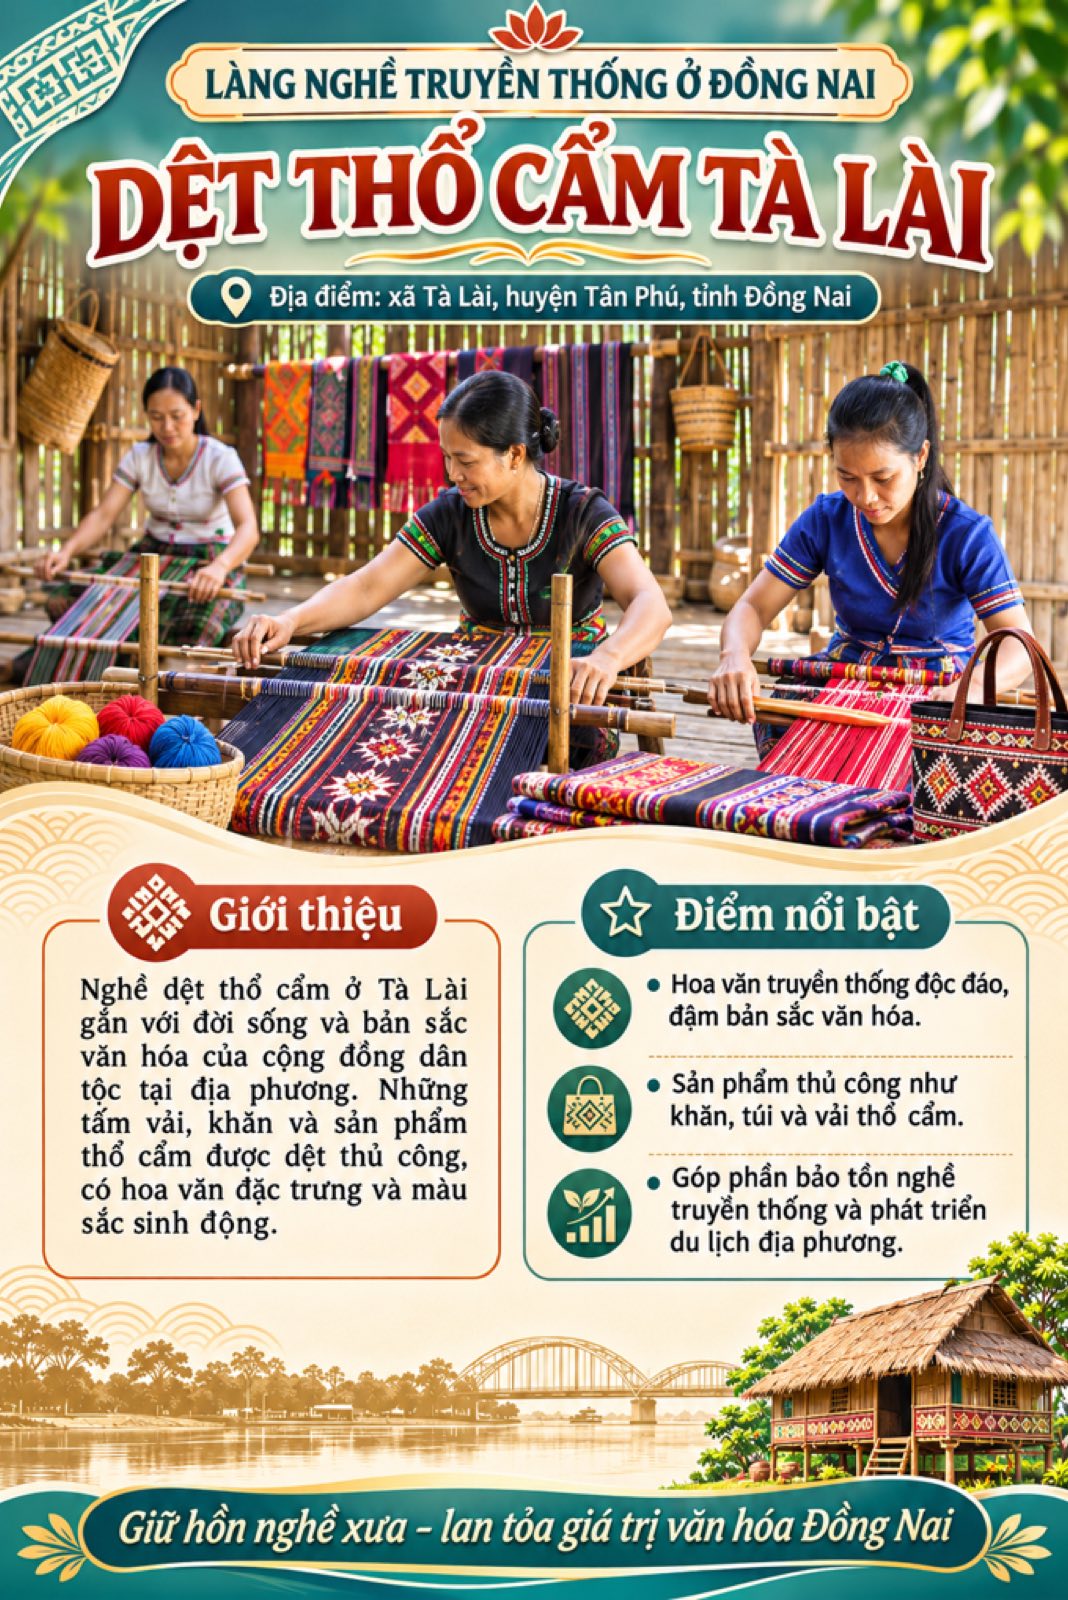 LÀNG NGHỀ TRUYỀN THỐNG Ở ĐỒNG NAI
DỆT THỔ CẨM TÀ LÀI
Địa điểm: xã Tà Lài, huyện Tân Phú, tỉnh Đồng Nai
Giới thiệu
Nghề dệt thổ cẩm ở Tà Lài
gắn với đời sống và bản sắc
văn hóa của cộng đồng dân
tộc tại địa phương. Những
tấm vải, khăn và sản phẩm
thổ cẩm được dệt thủ công,
có hoa văn đặc trưng và màu
sắc sinh động.
Điểm nổi bật
• Hoa văn truyền thống độc đáo,
đậm bản sắc văn hóa.
• Sản phẩm thủ công như
khăn, túi và vải thổ cẩm.
• Góp phần bảo tồn nghề
truyền thống và phát triển
du lịch địa phương.
Giữ hồn nghề xưa – lan tỏa giá trị văn hóa Đồng Nai